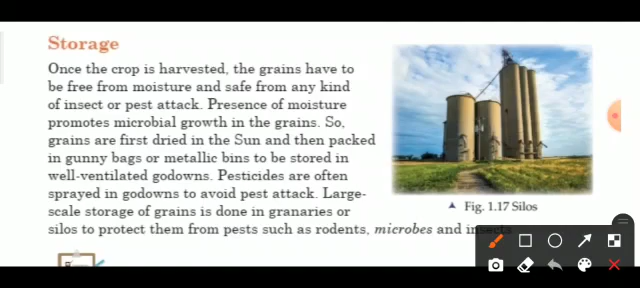 Storage
Once the crop is harvested, the grains have to
be free from moisture and safe from any kind
of insect or pest attack. Presence of moisture
promotes microbial growth in the grains. So,
grains are first dried in the Sun and then packed
in gunny bags or metallic bins to be stored in
well-ventilated godowns. Pesticides are often
sprayed in godowns to avoid pest attack. Large-
scale storage of grains is done in granaries or
silos to protect them from pests such as rodents, microbes and insects
▲ Fig. 1.17 Silos